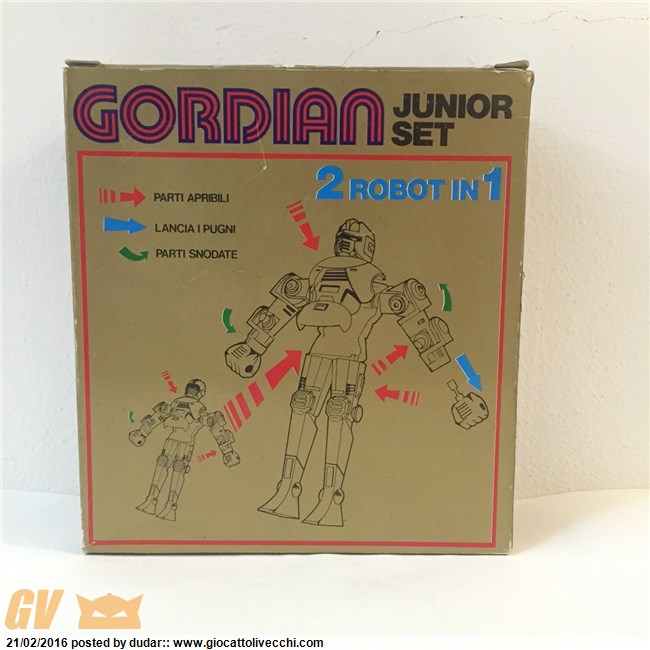 GORDIAN JUNIOR
SET
2 ROBOT IN 1
PARTI APRIBILI
LANCIA I PUGNI
PARTI SNODATE
GV
21/02/2016 posted by dudar:: www.giocattolivecchi.com